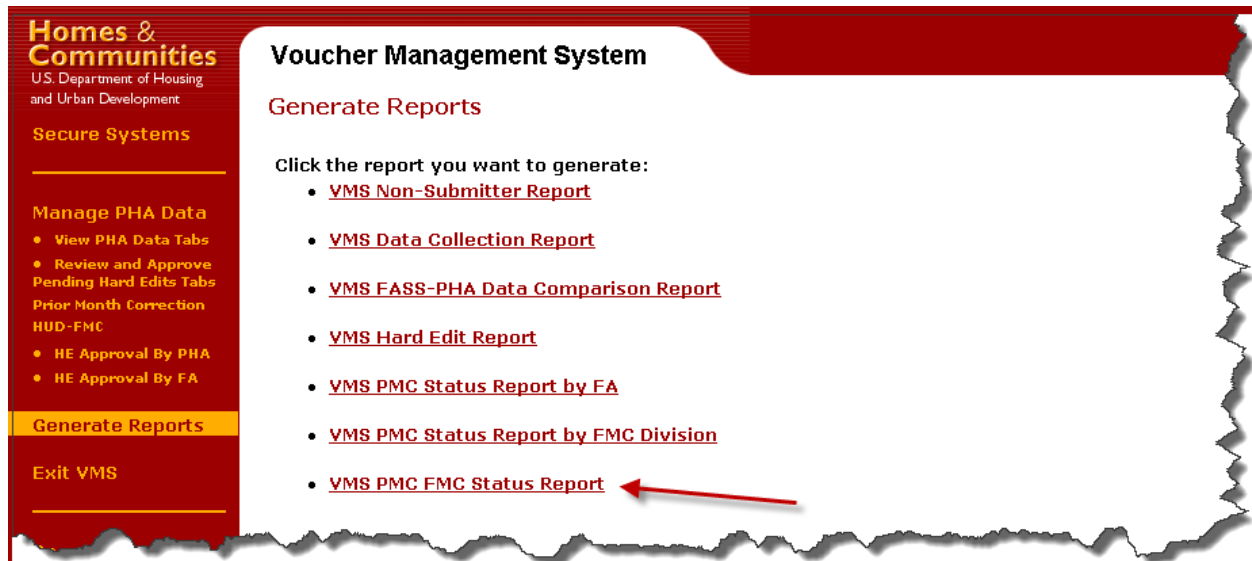 Homes &
Communities
U.S. Department of Housing
and Urban Development
Secure Systems
Manage PHA Data
• View PHA Data Tabs
• Review and Approve
Pending Hard Edits Tabs
Prior Month Correction
HUD-FMC
• HE Approval By PHA
• HE Approval By FA
Generate Reports
Exit VMS
Voucher Management System
Generate Reports
Click the report you want to generate:
• VMS Non-Submitter Report
• VMS Data Collection Report
• VMS FASS-PHA Data Comparison Report
• VMS Hard Edit Report
• VMS PMC Status Report by FA
• VMS PMC Status Report by FMC Division
• VMS PMC FMC Status Report